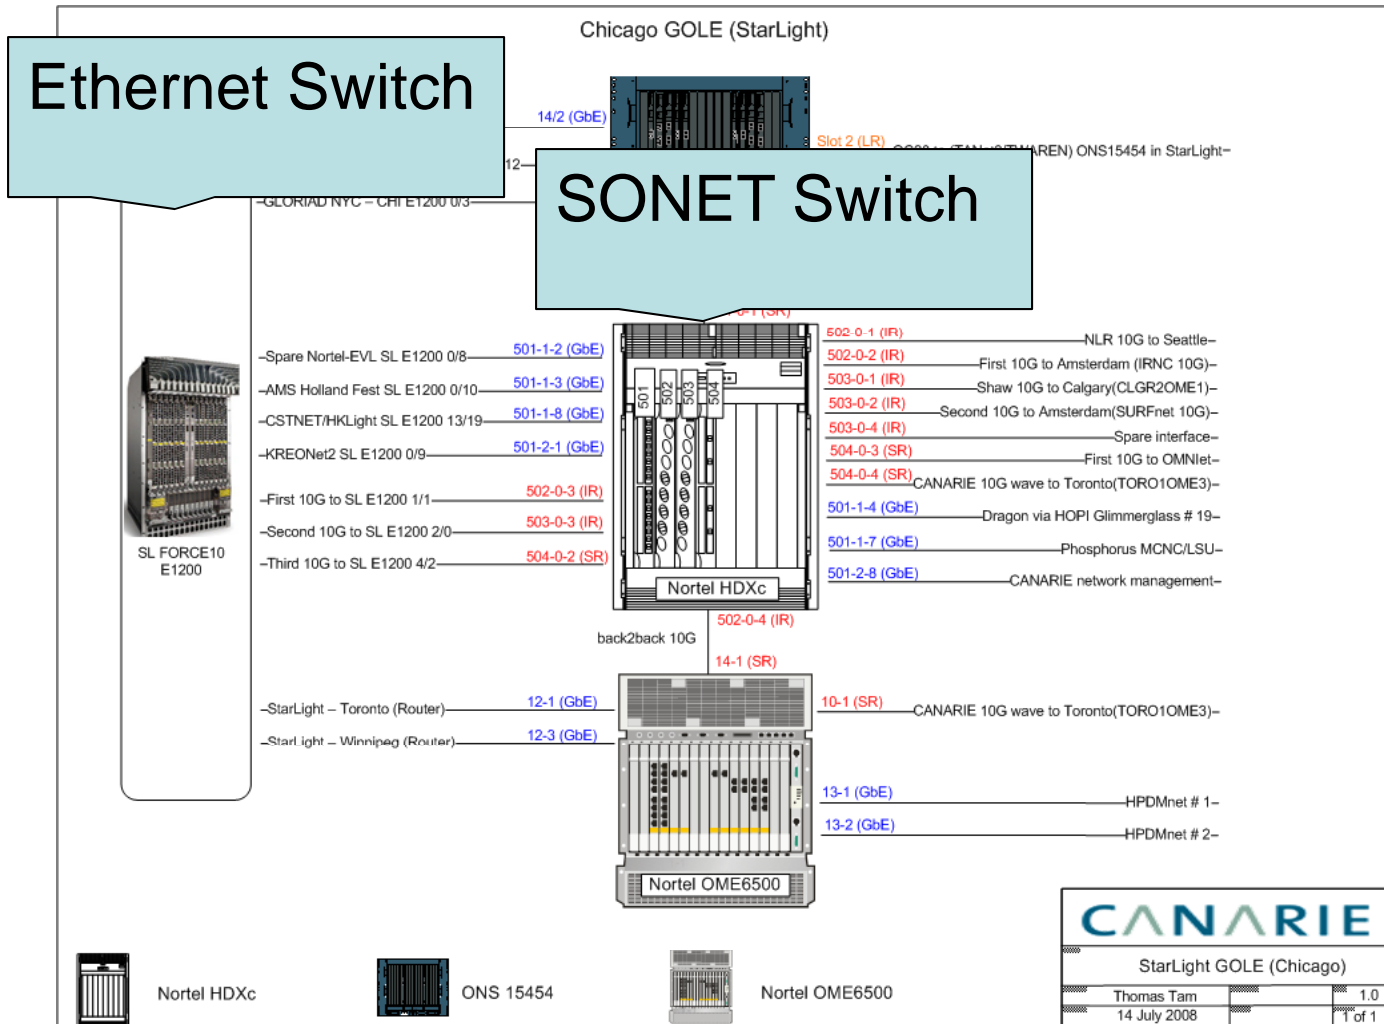 Chicago GOLE (StarLight)
Ethernet Switch
14/2 (GbE)
Slot 2 (LR)
ONS15454 in StarLight
12
SONET Switch
GLORIAD NYC – CHI E1200 0/3
502-0-1 (IR)
NLR 10G to Seattle
Spare Nortel-EVL SL E1200 0/8
501-1-2 (GbE)
502-0-2 (IR)
First 10G to Amsterdam (IRNC 10G)
AMS Holland Fest SL E1200 0/10
501-1-3 (GbE)
501
502
503
504
503-0-1 (IR)
Shaw 10G to Calgary(CLGR2OME1)
CSTNET/HKLight SL E1200 13/19
501-1-8 (GbE)
503-0-2 (IR)
Second 10G to Amsterdam(SURFnet 10G)
503-0-4 (IR)
Spare interface
KREONet2 SL E1200 0/9
501-2-1 (GbE)
504-0-3 (SR)
First 10G to OMNIet
504-0-4 (SR)
CANARIE 10G wave to Toronto(TORO1OME3)
First 10G to SL E1200 1/1
502-0-3 (IR)
501-1-4 (GbE)
Dragon via HOPI Glimmerglass # 19
Second 10G to SL E1200 2/0
503-0-3 (IR)
501-1-7 (GbE)
Phosphorus MCNC/LSU
SL FORCE10
E1200
Third 10G to SL E1200 4/2
504-0-2 (SR)
501-2-8 (GbE)
CANARIE network management
Nortel HDXc
502-0-4 (IR)
back2back 10G
14-1 (SR)
StarLight – Toronto (Router)
12-1 (GbE)
10-1 (SR)
CANARIE 10G wave to Toronto(TORO1OME3)
StarLight – Winnipeg (Router)
12-3 (GbE)
13-1 (GbE)
HPDMnet # 1
13-2 (GbE)
HPDMnet # 2
Nortel OME6500
CANARIE
StarLight GOLE (Chicago)
Thomas Tam
1.0
14 July 2008
1 of 1
Nortel HDXc
ONS 15454
Nortel OME6500